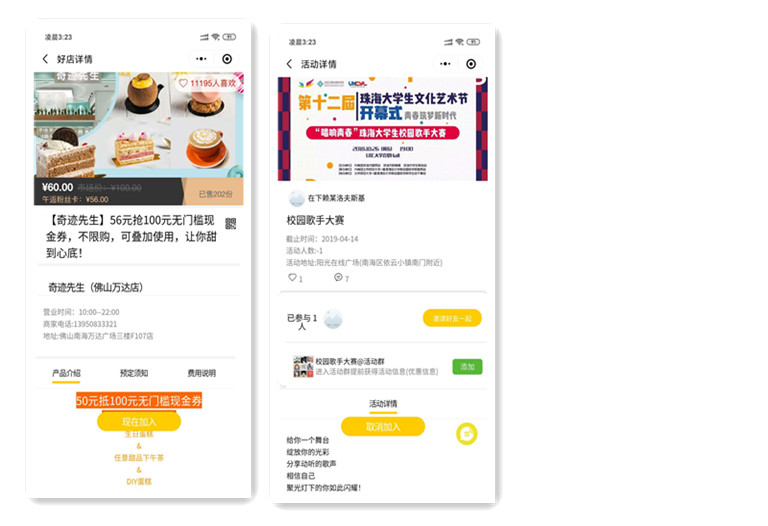 凌晨3:23
91
好店详情
奇迹先生
11195人喜欢
¥60.00 市场价：¥100.00
午逅粉丝卡：¥56.00
已售202份
【奇迹先生】56元抢100元无门槛现
金券，不限购，可叠加使用，让你甜
到心底！
奇迹先生（佛山万达店）
营业时间：10:00--22:00
商家电话:13950833321
地址:佛山南海万达广场三楼F107店
产品介绍 预定须知 费用说明
50元抵100元无门槛现金券
现在加入
生日蛋糕
&
任意甜品下午茶
&
DIY蛋糕
凌晨3:23
91
活动详情
第十二届 珠海大学生文化艺术节
开幕式 青春筑梦新时代
“唱响青春”珠海大学生校园歌手大赛
2018.10.26 19:00
在下赖某洛夫斯基
校园歌手大赛
截止时间：2019-04-14
活动人数:-1
活动地址:阳光在线广场(南海区依云小镇南门附近)
1 7
已参与 1
人
邀请好友一起
校园歌手大赛@活动群
进入活动群提前获得活动信息(优惠信息)
添加
活动详情
取消加入
给你一个舞台
绽放你的光彩
分享动听的歌声
相信自己
聚光灯下的你如此闪耀！